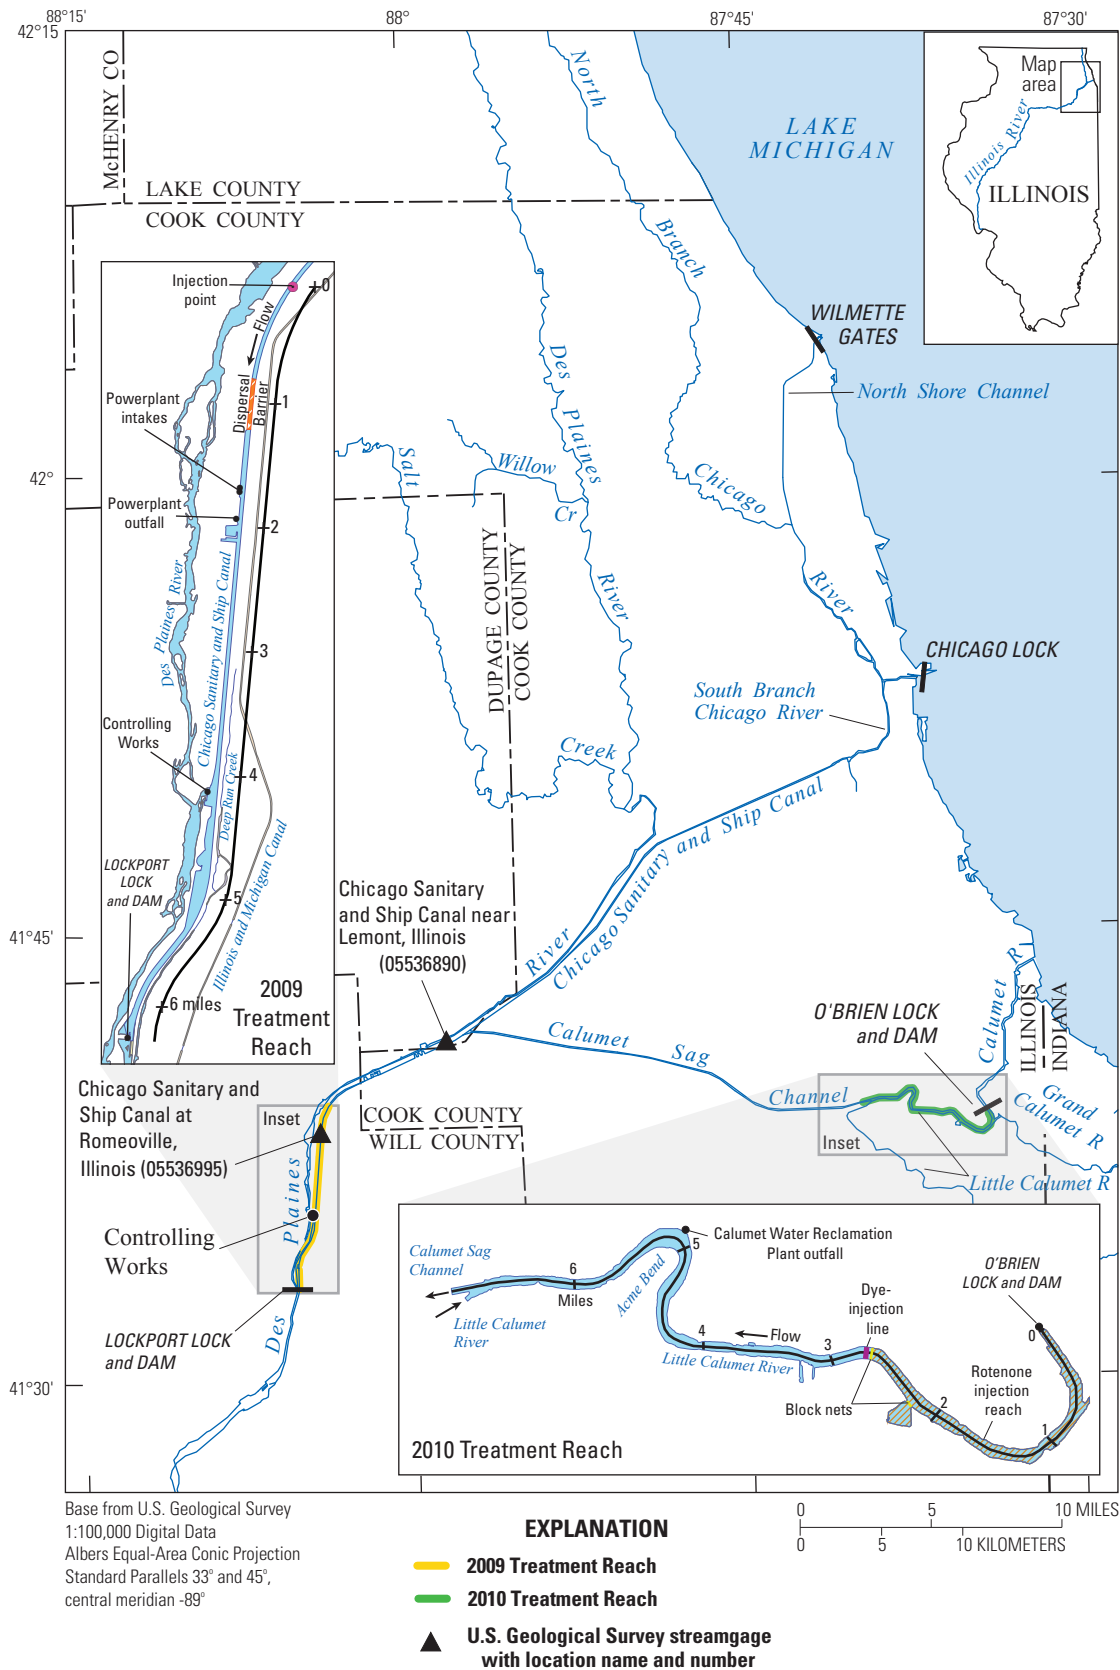 88°15'
88°
87°45'
87°30'
42°15'
McHENRY CO
LAKE COUNTY
COOK COUNTY
North
Branch
LAKE
MICHIGAN
Map
area
Illinois River
ILLINOIS
Injection
point
0
Flow
Dispersal
Barrier
1
Powerplant
intakes
Powerplant
outfall
2
Des Plaines River
Chicago Sanitary and Ship Canal
3
Controlling
Works
4
Deep Run Creek
LOCKPORT
LOCK
and DAM
5
Illinois and Michigan Canal
6 miles
2009
Treatment
Reach
WILMETTE
GATES
North Shore Channel
Des Plaines
River
Salt
Creek
Willow
Cr
Chicago
River
42°
DUPAGE COUNTY
COOK COUNTY
CHICAGO LOCK
South Branch
Chicago River
Chicago Sanitary and Ship Canal
River
Chicago Sanitary
and Ship Canal near
Lemont, Illinois
(05536890)
41°45'
Calumet Sag
Channel
O'BRIEN LOCK
and DAM
Calumet R
ILLINOIS
INDIANA
Grand
Calumet R
Inset
Little Calumet R
Chicago Sanitary and
Ship Canal at
Romeoville,
Illinois (05536995)
Inset
COOK COUNTY
WILL COUNTY
Plaines
Des
Controlling
Works
LOCKPORT LOCK
and DAM
41°30'
Calumet Sag
Channel
Little Calumet
River
6
Miles
Acme Bend
5
Calumet Water Reclamation
Plant outfall
4
Flow
Little Calumet River
3
Dye-
injection
line
Block nets
2
Rotenone
injection
reach
1
O'BRIEN
LOCK and DAM
0
2010 Treatment Reach
Base from U.S. Geological Survey
1:100,000 Digital Data
Albers Equal-Area Conic Projection
Standard Parallels 33° and 45°,
central meridian -89°
0 5 10 MILES
0 5 10 KILOMETERS
EXPLANATION
2009 Treatment Reach
2010 Treatment Reach
U.S. Geological Survey streamgage
with location name and number